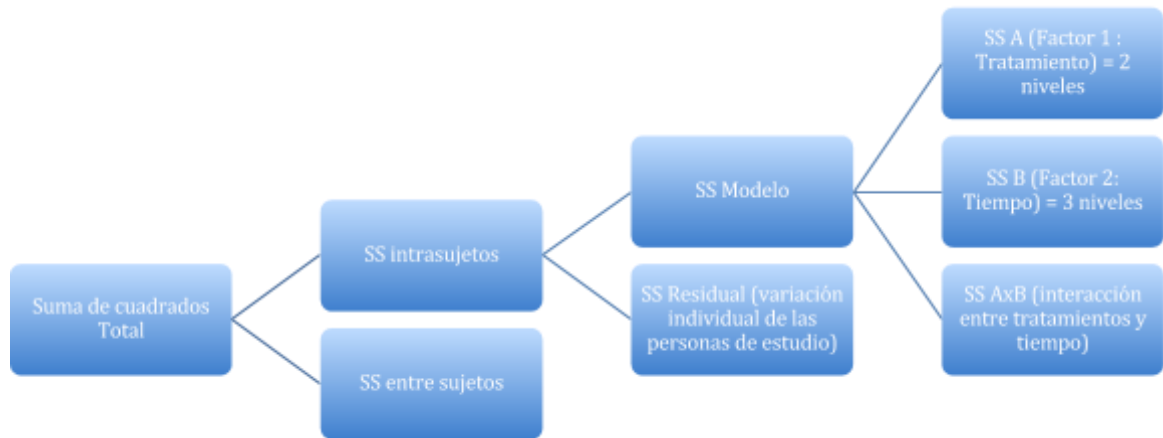 Suma de cuadrados
Total
SS intrasujetos
SS entre sujetos
SS Modelo
SS Residual (variación
individual de las
personas de estudio)
SS A (Factor 1 :
Tratamiento) = 2
niveles
SS B (Factor 2:
Tiempo) = 3 niveles
SS AxB (interacción
entre tratamientos y
tiempo)